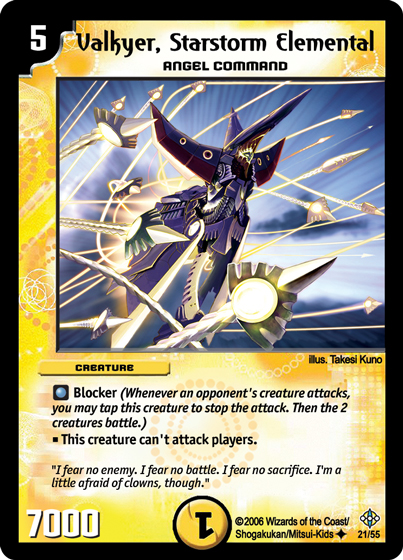 5 Valkyer, Starstorm Elemental
ANGEL COMMAND
illus. Takesi Kuno
CREATURE
Blocker (Whenever an opponent's creature attacks,
you may tap this creature to stop the attack. Then the 2
creatures battle.)
▪ This creature can't attack players.
"I fear no enemy. I fear no battle. I fear no sacrifice. I'm a
little afraid of clowns, though."
7000
1
©2006 Wizards of the Coast/
Shogakukan/Mitsui-Kids 21/55